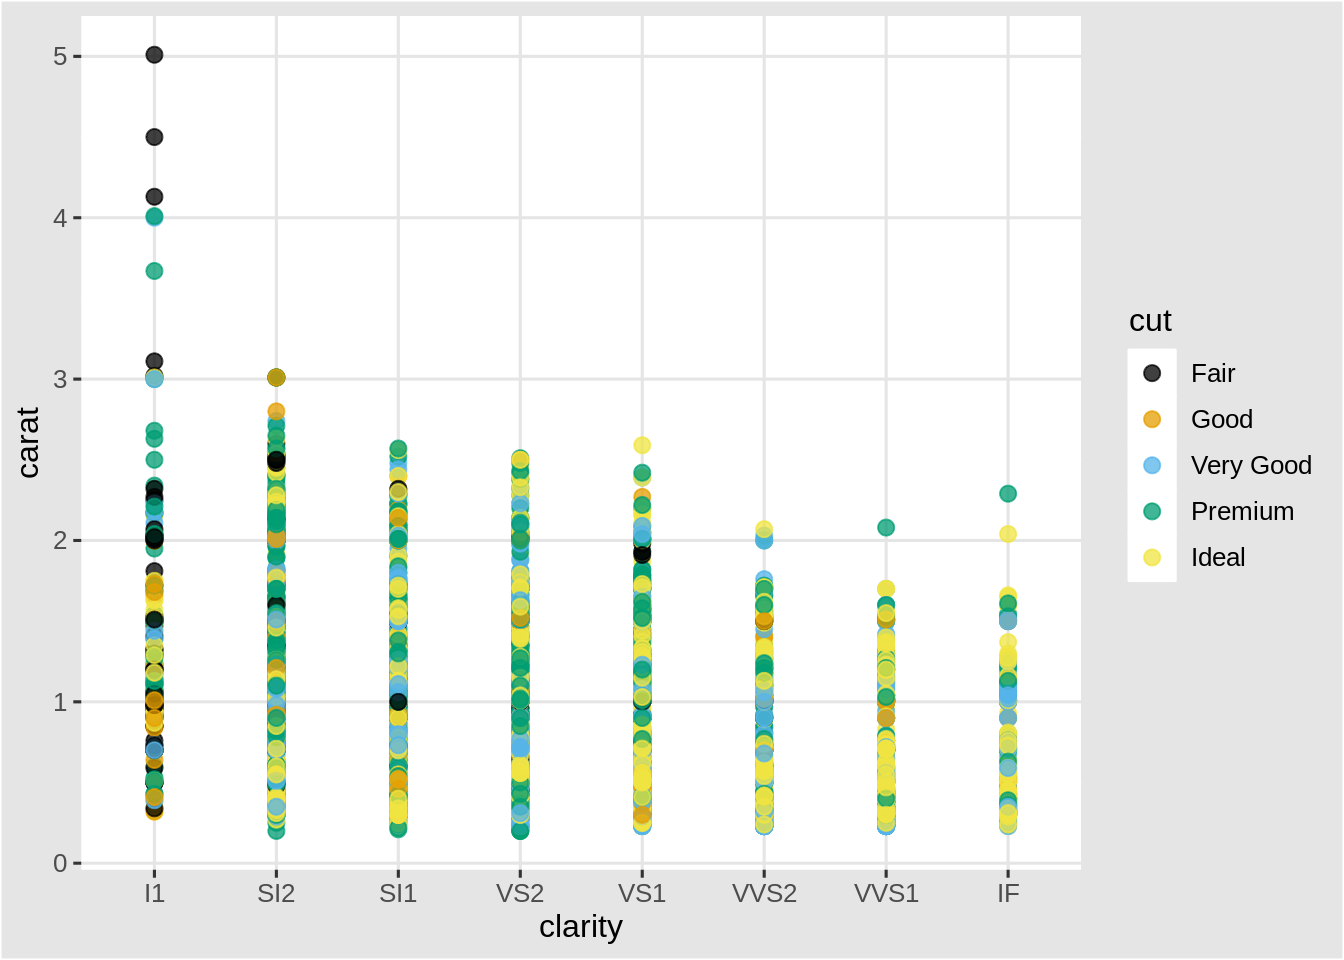 5
4
3
2
1
0
carat
I1 SI2 SI1 VS2 VS1 VVS2 VVS1 IF
clarity
cut
Fair
Good
Very Good
Premium
Ideal